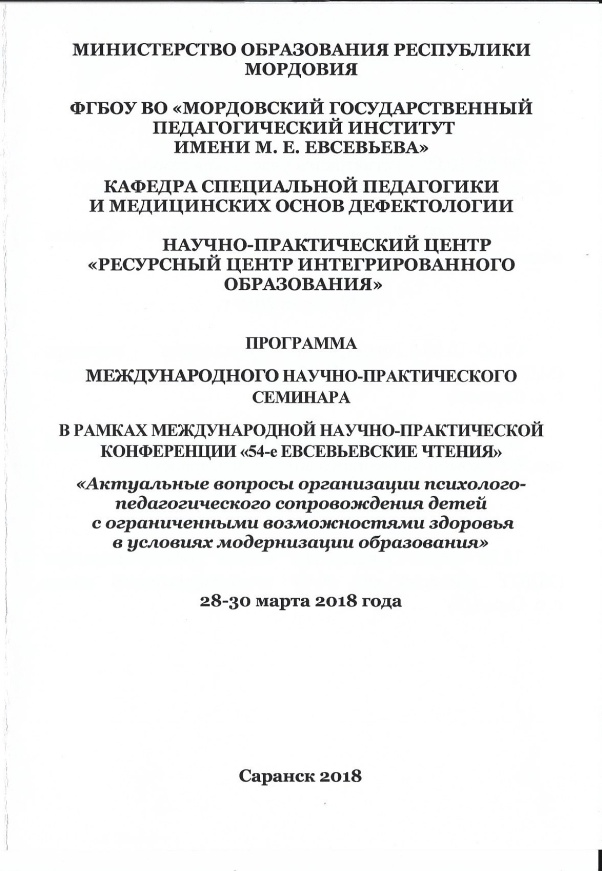 МИНИСТЕРСТВО ОБРАЗОВАНИЯ РЕСПУБЛИКИ
МОРДОВИЯ
ФГБОУ ВО «МОРДОВСКИЙ ГОСУДАРСТВЕННЫЙ
ПЕДАГОГИЧЕСКИЙ ИНСТИТУТ
ИМЕНИ М. Е. ЕВСЕВЬЕВА»
КАФЕДРА СПЕЦИАЛЬНОЙ ПЕДАГОГИКИ
И МЕДИЦИНСКИХ ОСНОВ ДЕФЕКТОЛОГИИ
НАУЧНО-ПРАКТИЧЕСКИЙ ЦЕНТР
«РЕСУРСНЫЙ ЦЕНТР ИНТЕГРИРОВАННОГО
ОБРАЗОВАНИЯ»
ПРОГРАММА
МЕЖДУНАРОДНОГО НАУЧНО-ПРАКТИЧЕСКОГО
СЕМИНАРА
В РАМКАХ МЕЖДУНАРОДНОЙ НАУЧНО-ПРАКТИЧЕСКОЙ
КОНФЕРЕНЦИИ «54-е ЕВСЕВЬЕВСКИЕ ЧТЕНИЯ»
«Актуальные вопросы организации психолого-
педагогического сопровождения детей
с ограниченными возможностями здоровья
в условиях модернизации образования»
28-30 марта 2018 года
Саранск 2018